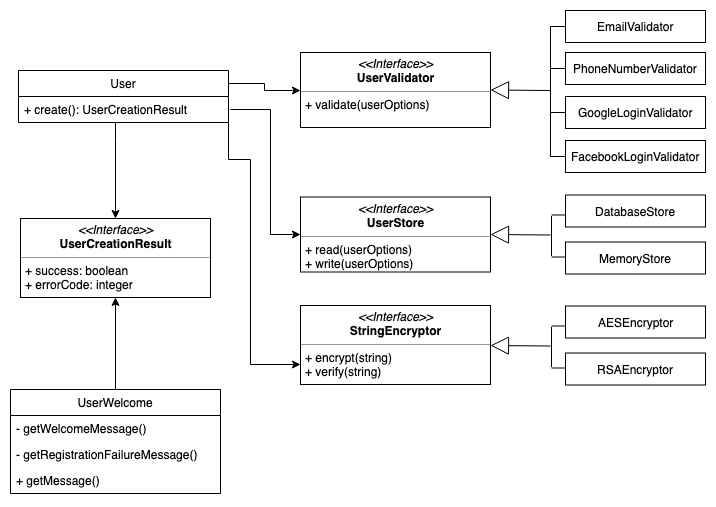 User
+ create(): UserCreationResult
<<Interface>>
UserCreationResult
+ success: boolean
+ errorCode: integer
UserWelcome
- getWelcomeMessage()
- getRegistrationFailureMessage()
+ getMessage()
<<Interface>>
UserValidator
+ validate(userOptions)
<<Interface>>
UserStore
+ read(userOptions)
+ write(userOptions)
<<Interface>>
StringEncryptor
+ encrypt(string)
+ verify(string)
EmailValidator
PhoneNumberValidator
GoogleLoginValidator
FacebookLoginValidator
DatabaseStore
MemoryStore
AESEncryptor
RSAEncryptor